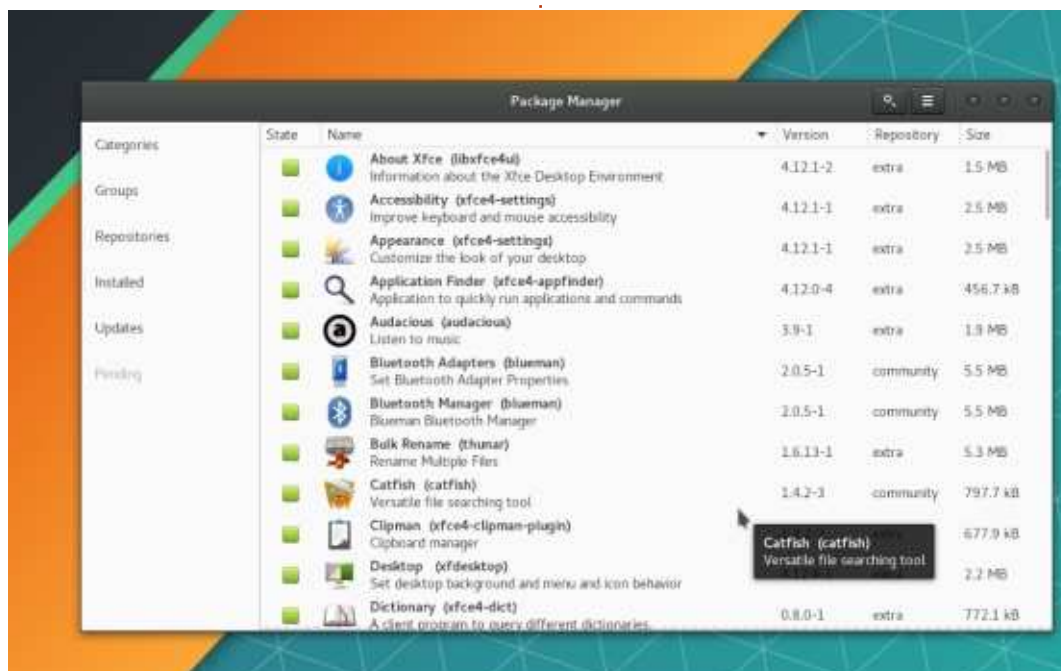 Package Manager
Categories
Groups
Repositories
Installed
Updates
Pending
State Name Version Repository Size
About Xfce (libxfce4ui)
Information about the Xfce Desktop Environment
4.12.1-2 extra 1.5 MB
Accessibility (xfce4-settings)
Improve keyboard and mouse accessibility
4.12.1-1 extra 2.5 MB
Appearance (xfce4-settings)
Customize the look of your desktop
4.12.1-1 extra 2.5 MB
Application Finder (xfce4-appfinder)
Application to quickly run applications and commands
4.12.0-4 extra 456.7 kB
Audacious (audacious)
Listen to music
3.9-1 extra 1.9 MB
Bluetooth Adapters (blueman)
Set Bluetooth Adapter Properties
2.0.5-1 community 5.5 MB
Bluetooth Manager (blueman)
Blueman Bluetooth Manager
2.0.5-1 community 5.5 MB
Bulk Rename (thunar)
Rename Multiple Files
1.6.13-1 extra 5.3 MB
Catfish (catfish)
Versatile file searching tool
1.4.2-3 community 797.7 kB
Clipman (xfce4-clipman-plugin)
Clipboard manager
677.9 kB
Catfish (catfish)
Versatile file searching tool
Desktop (xfdesktop)
Set desktop background and menu and icon behavior
2.2 MB
Dictionary (xfce4-dict)
A client program to query different dictionaries.
0.8.0-1 extra 772.1 kB